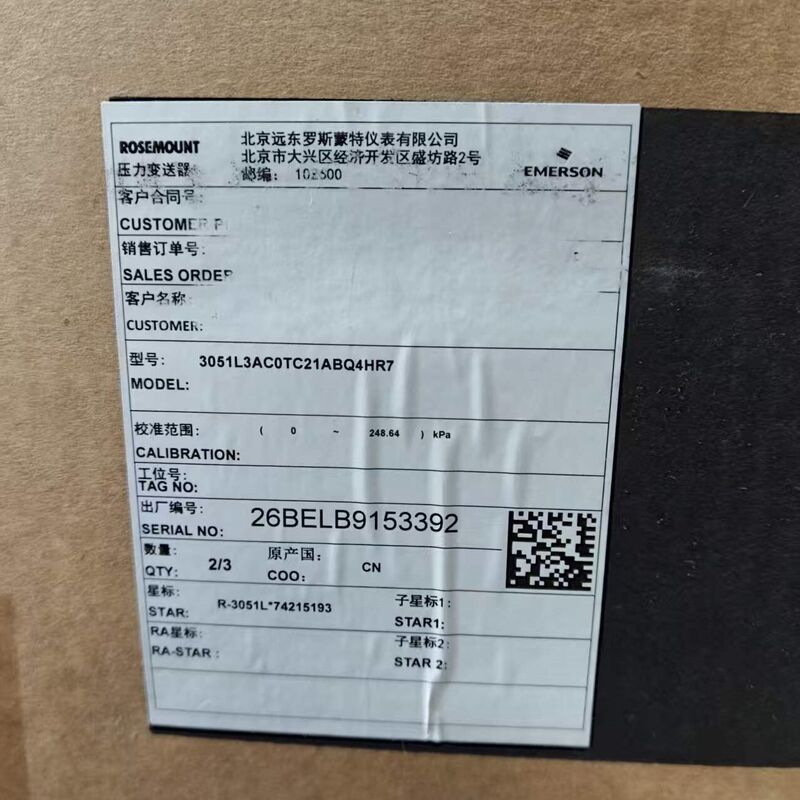 ROSEMOUNT
北京远东罗斯蒙特仪表有限公司
压力变送器
北京市大兴区经济开发区盛坊路2号
邮编: 102600
EMERSON
客户合同号:
CUSTOMER P
销售订单号:
SALES ORDER
客户名称
CUSTOMER:
型号: 3051L3AC0TC21ABQ4HR7
MODEL:
校准范围: ( 0 ~ 248.64 ) kPa
CALIBRATION:
工位号:
TAG NO:
出厂编号: 26BELB9153392
SERIAL NO:
数量: 2/3 原产国: CN
QTY: COO:
星标: R-3051L*74215193 子星标1:
STAR: STAR1:
RA星标: 子星标2:
RA-STAR : STAR 2: